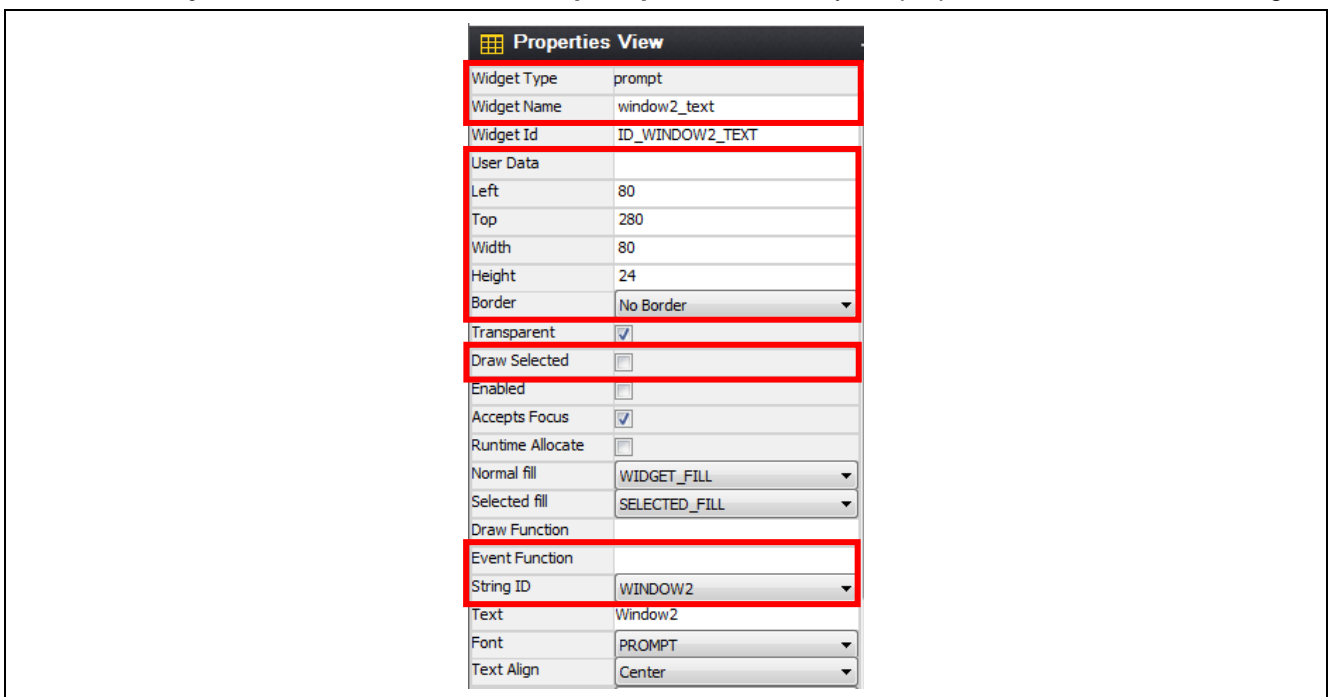 Properties View
Widget Type prompt
Widget Name window2_text
Widget Id ID_WINDOW2_TEXT
User Data
Left 80
Top 280
Width 80
Height 24
Border No Border
Transparent
Draw Selected
Enabled
Accepts Focus
Runtime Allocate
Normal fill WIDGET_FILL
Selected fill SELECTED_FILL
Draw Function
Event Function
String ID WINDOW2
Text Window2
Font PROMPT
Text Align Center